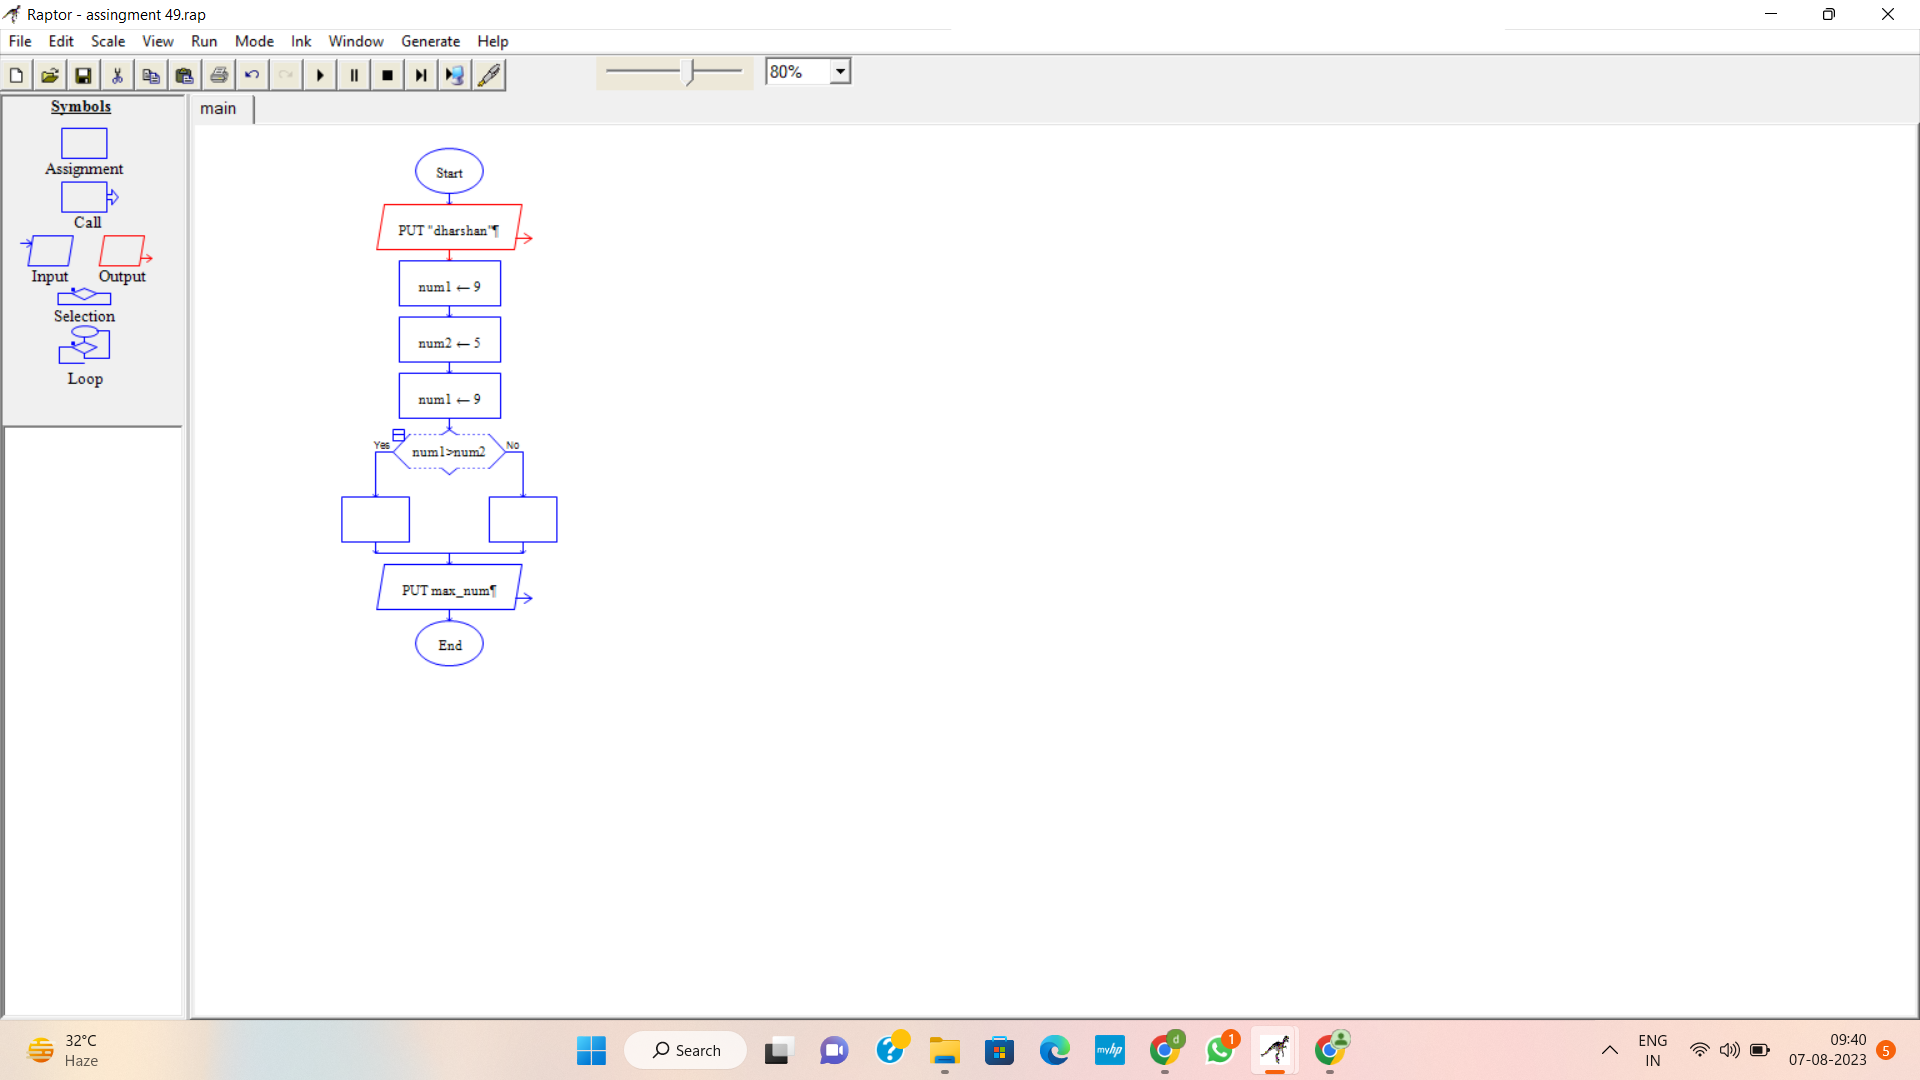 Raptor - assingment 49.rap
File Edit Scale View Run Mode Ink Window Generate Help
80%
Symbols
main
Assignment
Call
Input Output
Selection
Loop
Start
PUT "dharshan"¶
num1 ← 9
num2 ← 5
num1 ← 9
Yes num1>num2 No
PUT max_num¶
End
32°C
Haze
Search
myhp
d
1
ENG
IN
09:40
07-08-2023
5